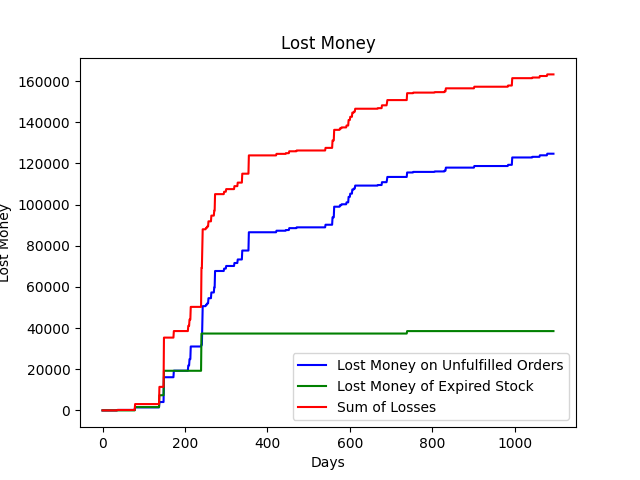 Lost Money
160000
140000
120000
100000
80000
60000
40000
20000
0
Lost Money
Lost Money on Unfulfilled Orders
Lost Money of Expired Stock
Sum of Losses
0 200 400 600 800 1000
Days